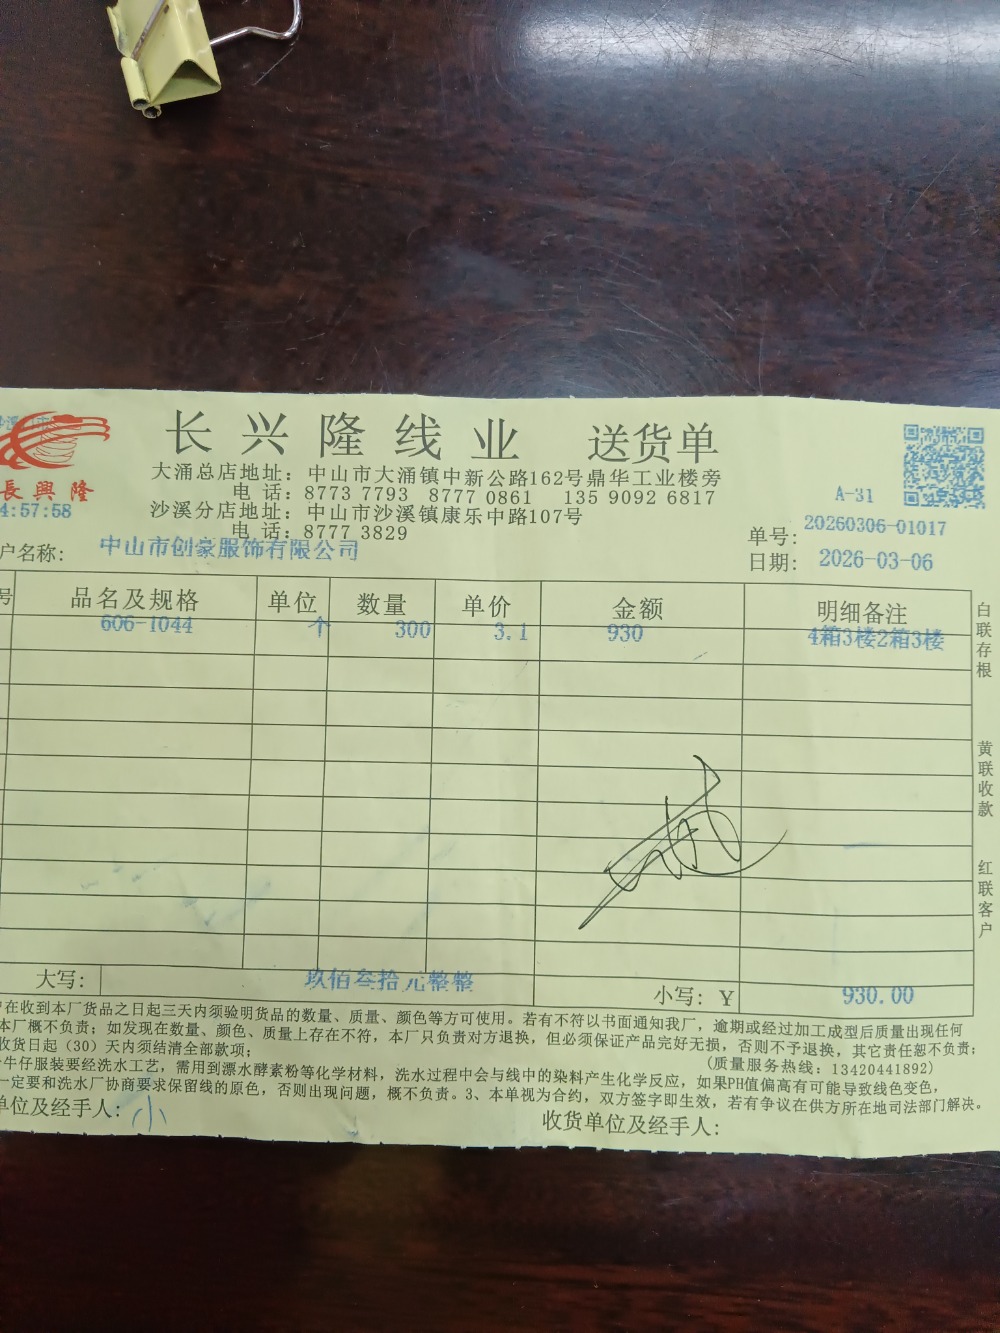 長興隆
4:57:58
长兴隆线业 送货单
大涌总店地址：中山市大涌镇中新公路162号鼎华工业楼旁
电 话：8773 7793 8777 0861 135 9092 6817
沙溪分店地址：中山市沙溪镇康乐中路107号
电 话：8777 3829
A-31
单号：20260306-01017
日期：2026-03-06
户名称：中山市创豪服饰有限公司
号 品名及规格 单位 数量 单价 金额 明细备注
606-1044 个 300 3.1 930 4箱3楼2箱3楼
白联存根
黄联收款
红联客户
大写： 玖佰叁拾元整整
小写：￥ 930.00
在收到本厂货品之日起三天内须验明货品的数量、质量、颜色等方可使用。若有不符以书面通知我厂，逾期或经过加工成型后质量出现任何
本厂概不负责；如发现在数量、颜色、质量上存在不符，本厂只负责对方退换，但必须保证产品完好无损，否则不予退换，其它责任恕不负责；
收货日起（30）天内须结清全部款项；
(质量服务热线：13420441892)
牛仔服装要经洗水工艺，需用到漂水酵素粉等化学材料，洗水过程中会与线中的染料产生化学反应，如果PH值偏高有可能导致线色变色，
一定要和洗水厂协商要求保留线的原色，否则出现问题，概不负责。3、本单视为合约，双方签字即生效，若有争议在供方所在地司法部门解决。
单位及经手人：小
收货单位及经手人：